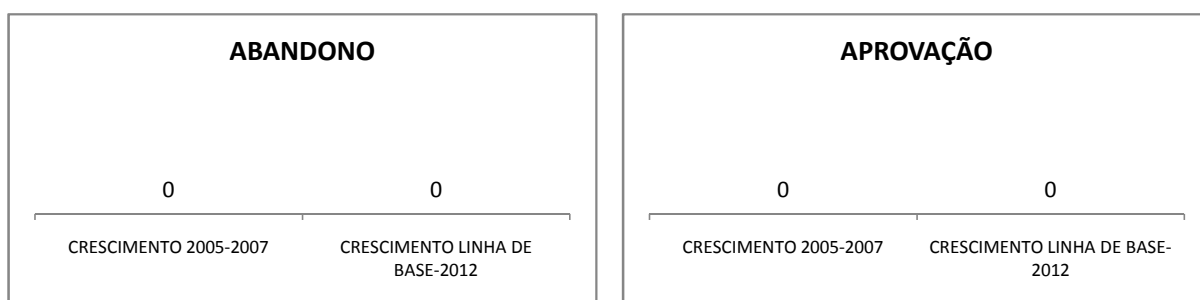 ABANDONO
0
0
CRESCIMENTO 2005-2007
CRESCIMENTO LINHA DE
BASE-2012
APROVAÇÃO
0
0
CRESCIMENTO 2005-2007
CRESCIMENTO LINHA DE BASE-
2012